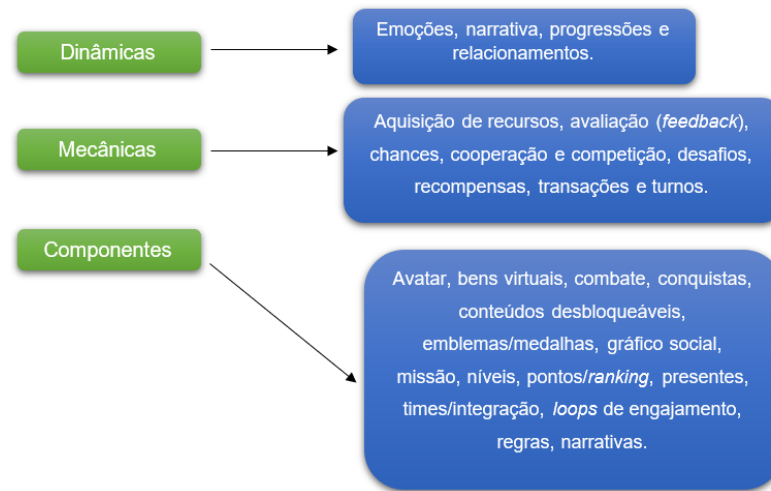 Dinâmicas
Emoções, narrativa, progressões e
relacionamentos.
Mecânicas
Aquisição de recursos, avaliação (feedback),
chances, cooperação e competição, desafios,
recompensas, transações e turnos.
Componentes
Avatar, bens virtuais, combate, conquistas,
conteúdos desbloqueáveis,
emblemas/medalhas, gráfico social,
missão, níveis, pontos/ranking, presentes,
times/integração, loops de engajamento,
regras, narrativas.